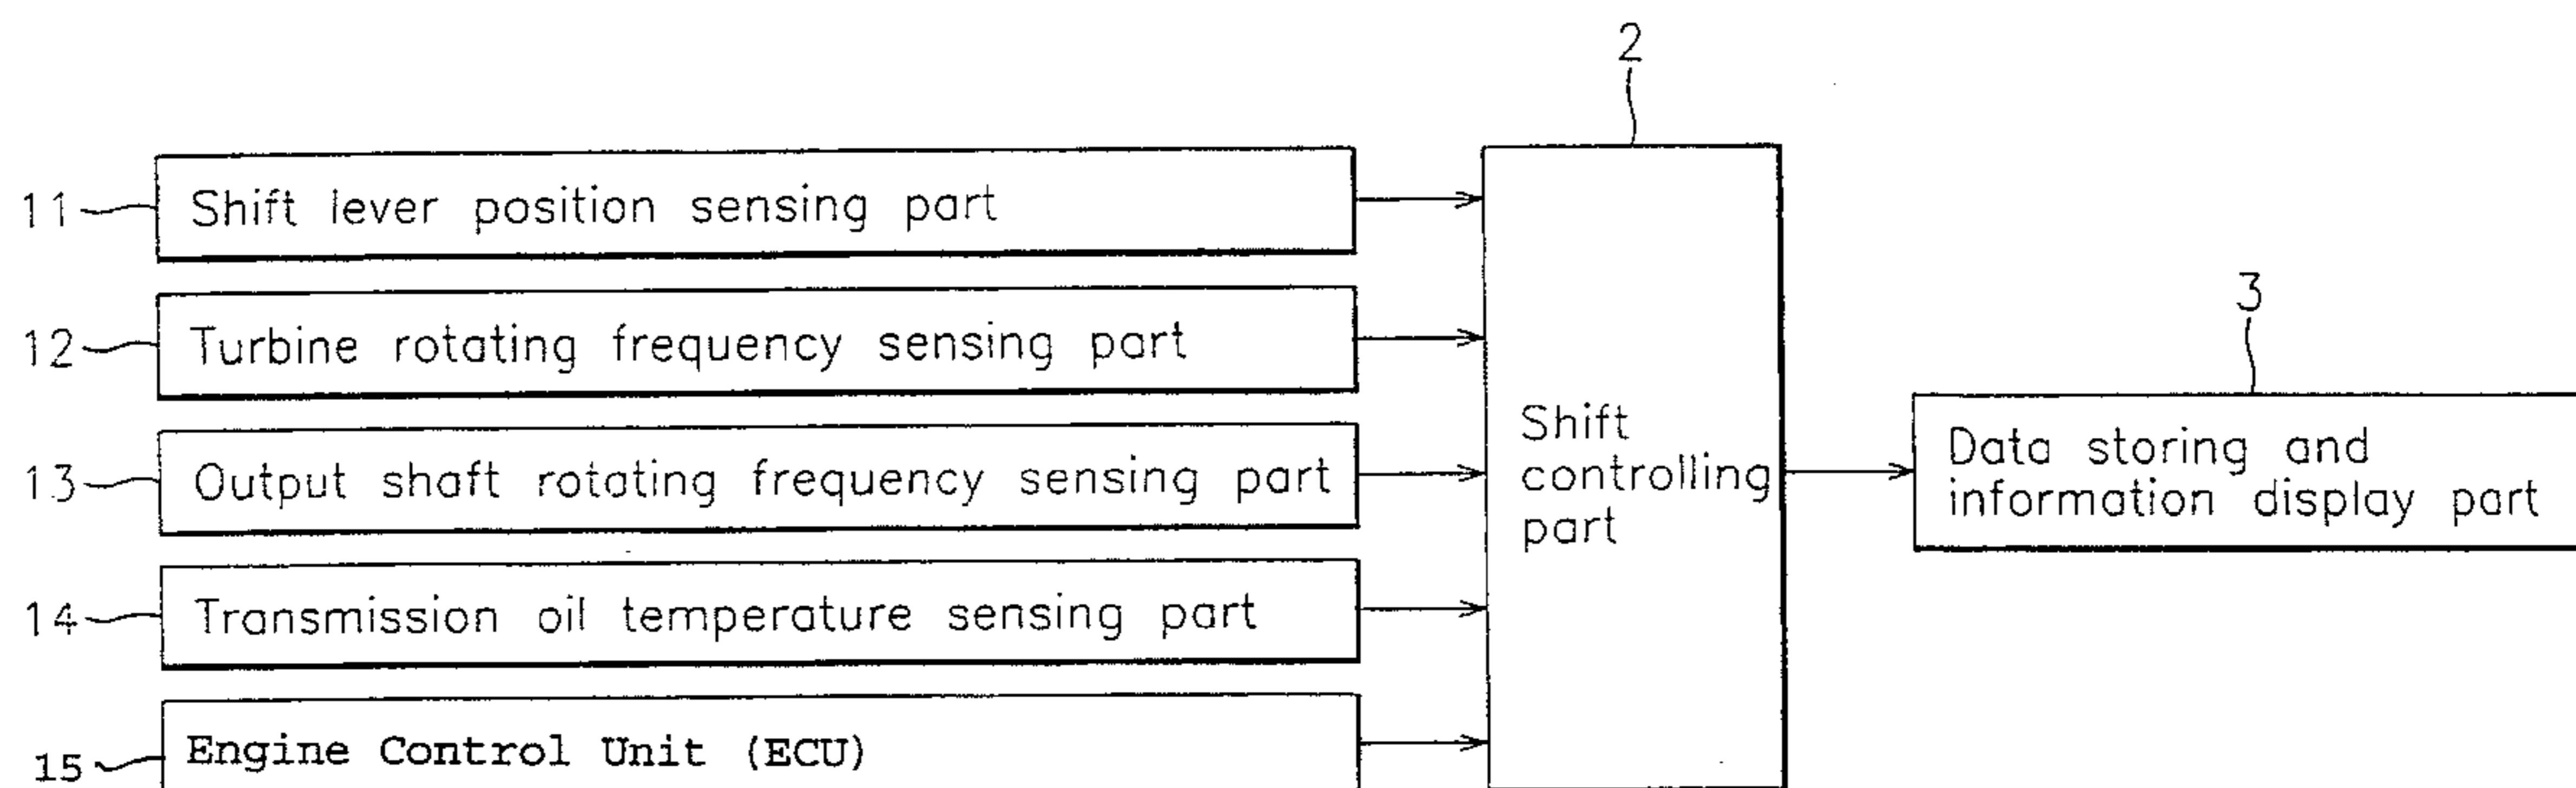 2
11 Shift lever position sensing part
12 Turbine rotating frequency sensing part
13 Output shaft rotating frequency sensing part
14 Transmission oil temperature sensing part
15 Engine Control Unit (ECU)
Shift
controlling
part
3
Data storing and
information display part